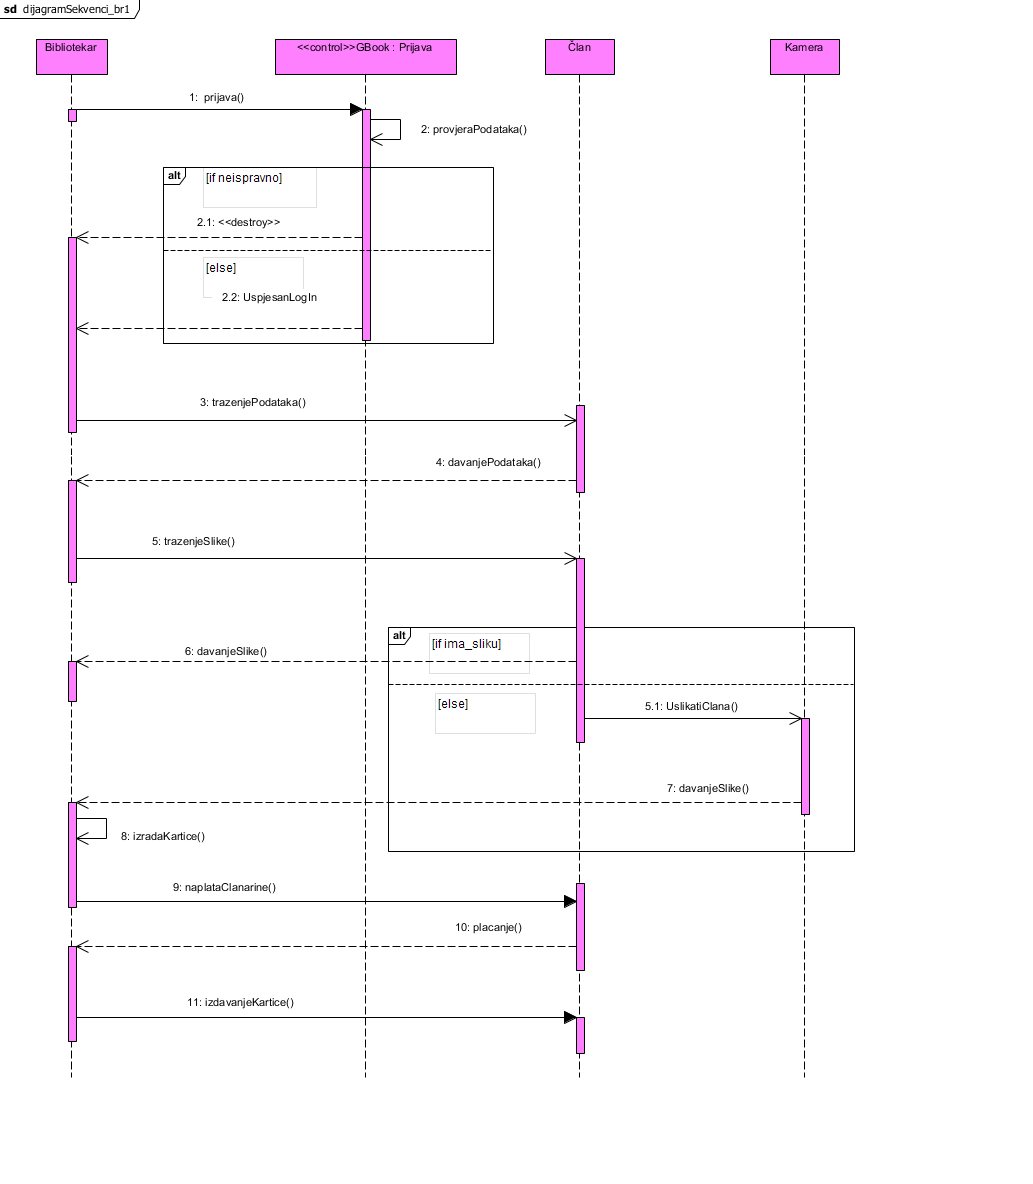 sd dijagramSekvenci_br1
Bibliotekar
<<control>>GBook : Prijava
Član
Kamera
1: prijava()
2: provjeraPodataka()
alt
[if neispravno]
2.1: <<destroy>>
[else]
2.2: UspjesanLogIn
3: trazenjePodataka()
4: davanjePodataka()
5: trazenjeSlike()
alt
[if ima_sliku]
6: davanjeSlike()
[else]
5.1: UslikatiClana()
7: davanjeSlike()
8: izradaKartice()
9: naplataClanarine()
10: placanje()
11: izdavanjeKartice()